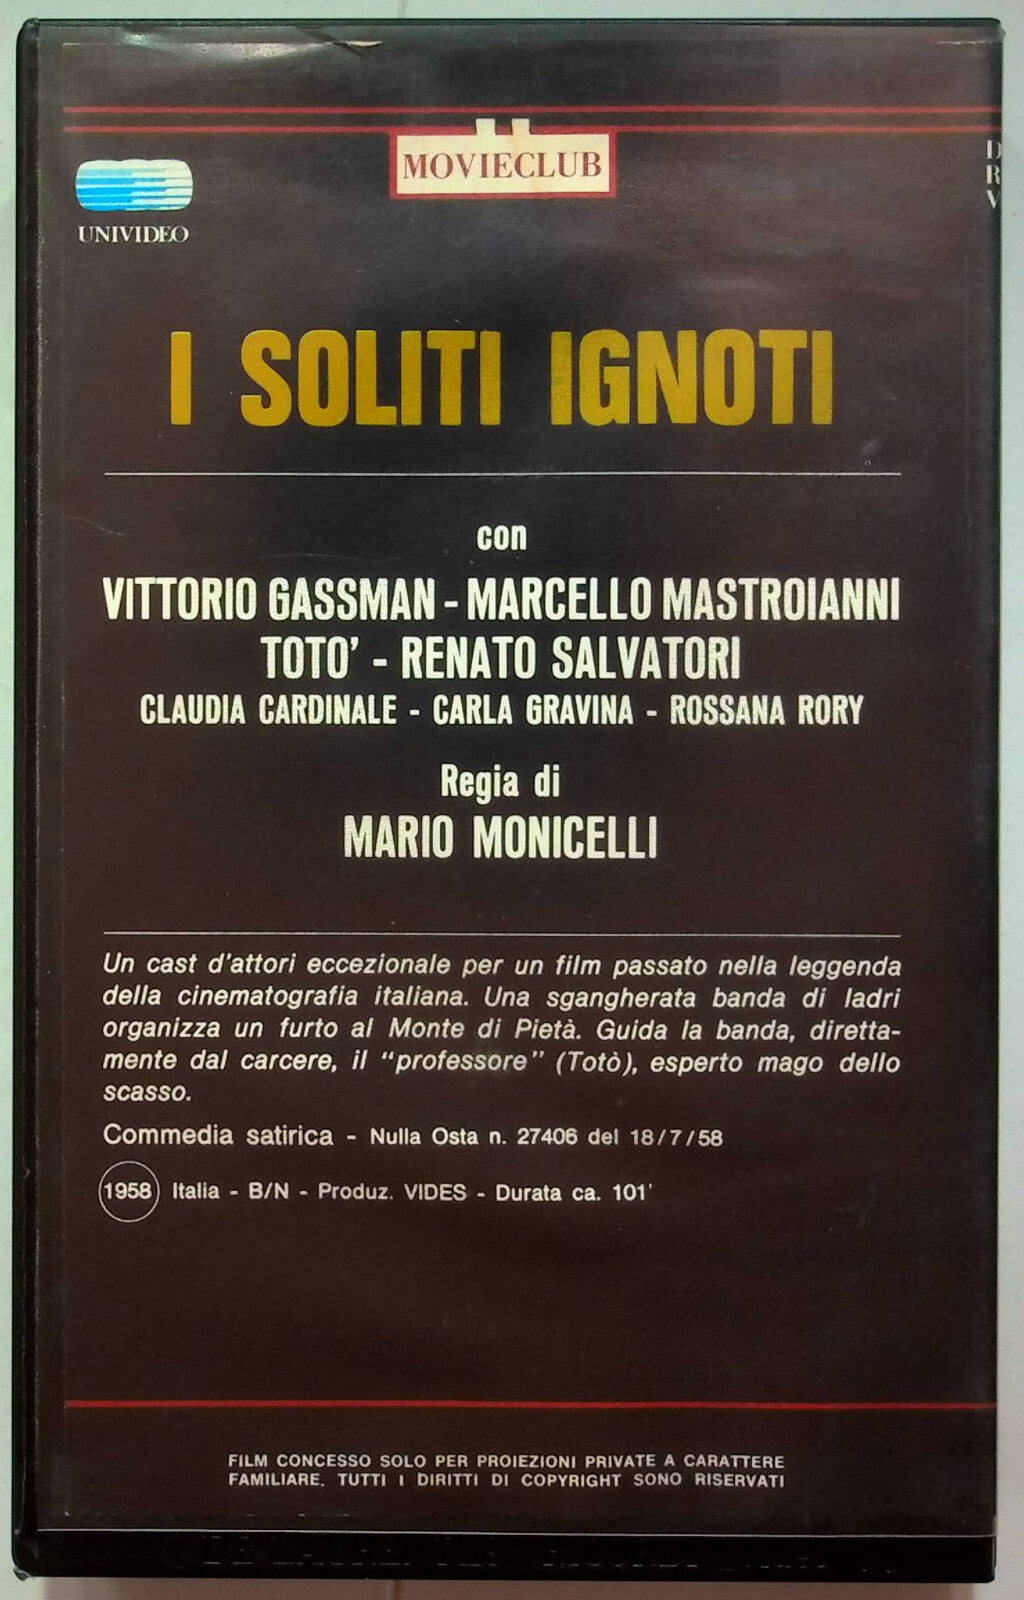 MOVIECLUB
UNIVIDEO
D
R
V
I SOLITI IGNOTI
con
VITTORIO GASSMAN - MARCELLO MASTROIANNI
TOTO' - RENATO SALVATORI
CLAUDIA CARDINALE - CARLA GRAVINA - ROSSANA RORY
Regia di
MARIO MONICELLI
Un cast d'attori eccezionale per un film passato nella leggenda
della cinematografia italiana. Una sgangherata banda di ladri
organizza un furto al Monte di Pietà. Guida la banda, diretta-
mente dal carcere, il "professore" (Totò), esperto mago dello
scasso.
Commedia satirica - Nulla Osta n. 27406 del 18/7/58
1958 Italia - B/N - Produz. VIDES - Durata ca. 101'
FILM CONCESSO SOLO PER PROIEZIONI PRIVATE A CARATTERE
FAMILIARE. TUTTI I DIRITTI DI COPYRIGHT SONO RISERVATI